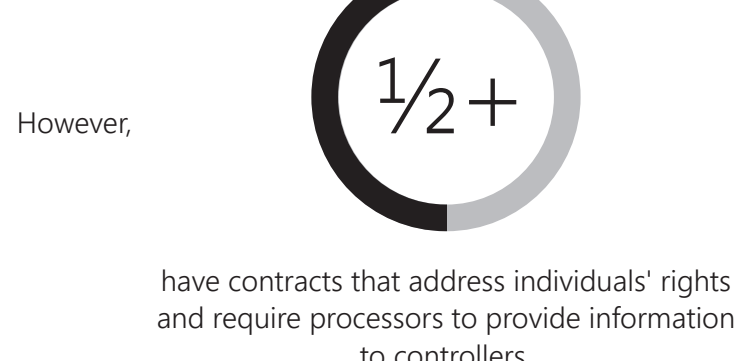 However,
½+
have contracts that address individuals' rights
and require processors to provide information
to controllers